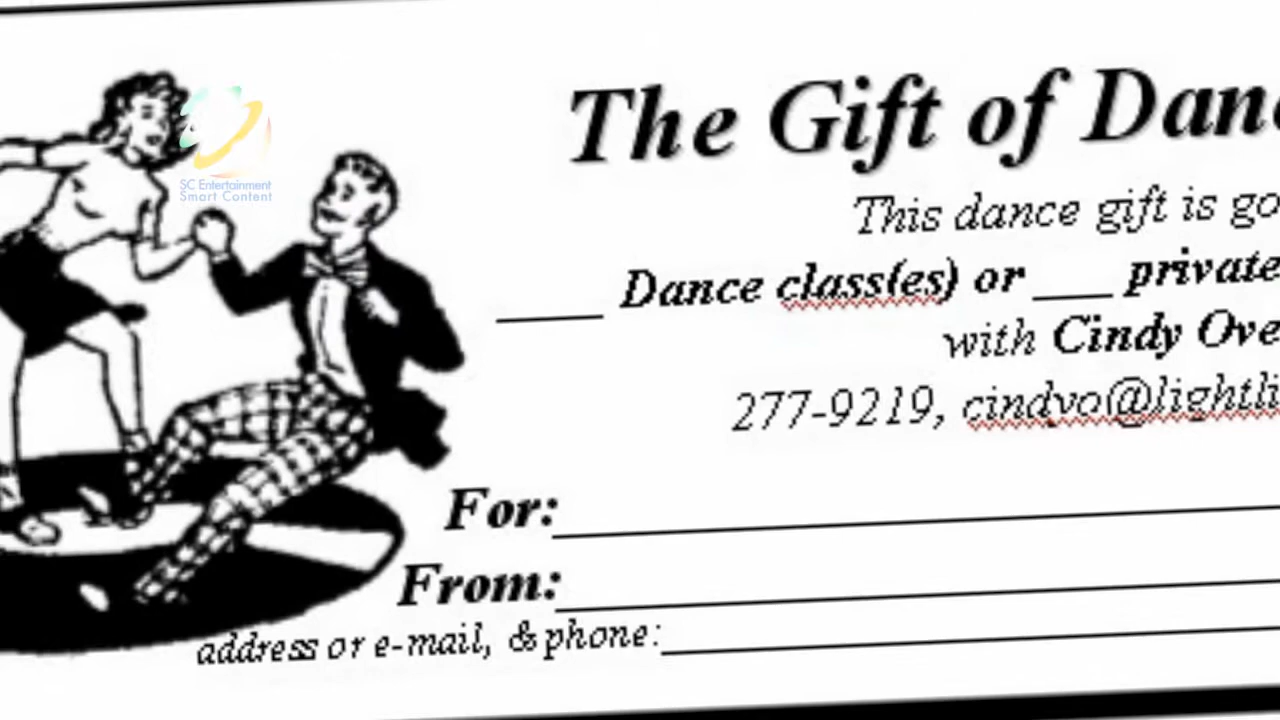 The Gift of Danc
This dance gift is go
____ Dance class(es) or ___ private
with Cindy Ove
277-9219, cindyo@lightli
For:
From:
address or e-mail, & phone:
SC Entertainment
Smart Content